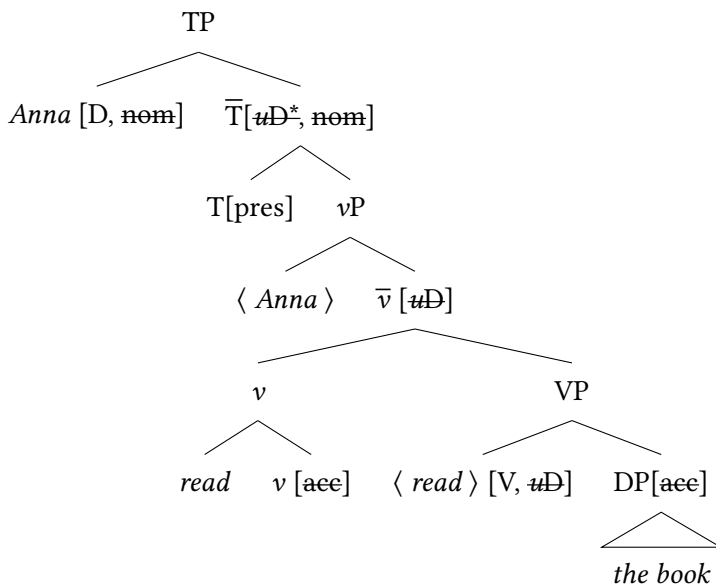 TP
Anna [D, nom] T̅[uD*, nom]
T[pres] vP
⟨ Anna ⟩ v̅ [uD]
v VP
read v [acc] ⟨ read ⟩ [V, uD] DP[acc]
the book